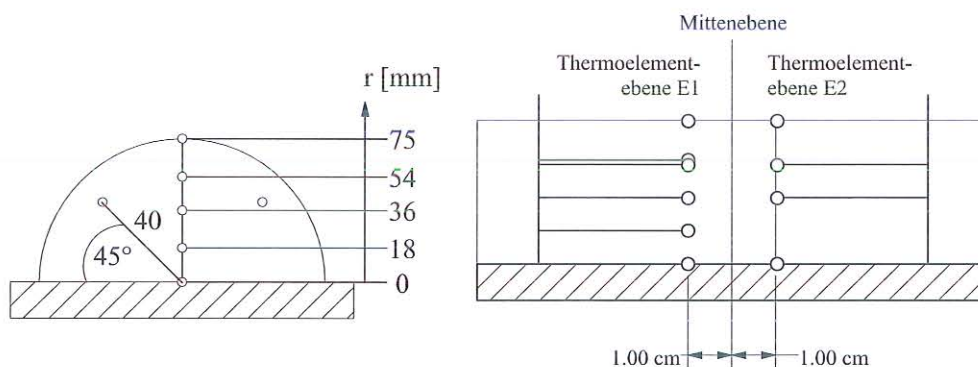 r [mm]
75
54
36
18
0
40
45°
Mittenebene
Thermoelement-
ebene E1
Thermoelement-
ebene E2
1.00 cm
1.00 cm